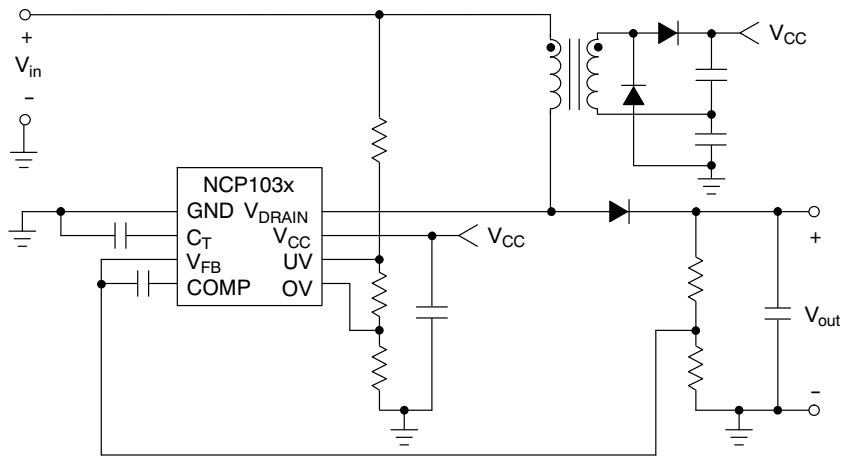 +
V_in
-
V_CC
NCP103x
GND V_DRAIN
C_T V_CC
V_FB UV
COMP OV
V_CC
+
V_out
-